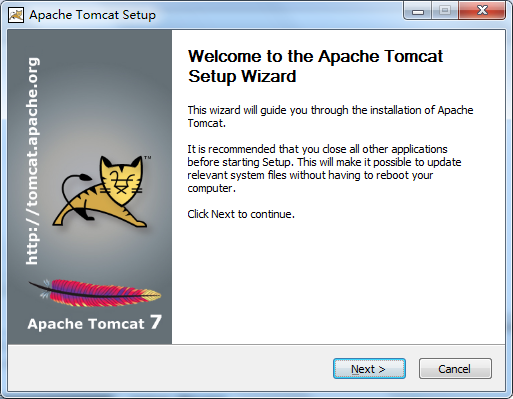 Apache Tomcat Setup
Welcome to the Apache Tomcat
Setup Wizard
This wizard will guide you through the installation of Apache
Tomcat.
It is recommended that you close all other applications
before starting Setup. This will make it possible to update
relevant system files without having to reboot your
computer.
Click Next to continue.
http://tomcat.apache.org
TM
Apache Tomcat 7
Next >
Cancel